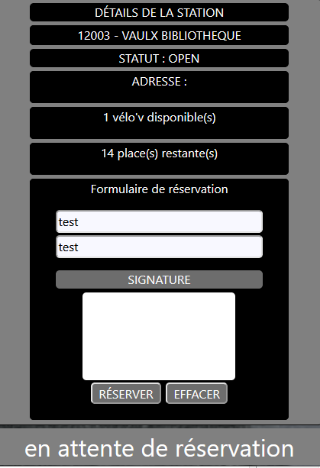 DÉTAILS DE LA STATION
12003 - VAULX BIBLIOTHEQUE
STATUT : OPEN
ADRESSE :
1 vélo'v disponible(s)
14 place(s) restante(s)
Formulaire de réservation
test
test
SIGNATURE
RÉSERVER EFFACER
en attente de réservation